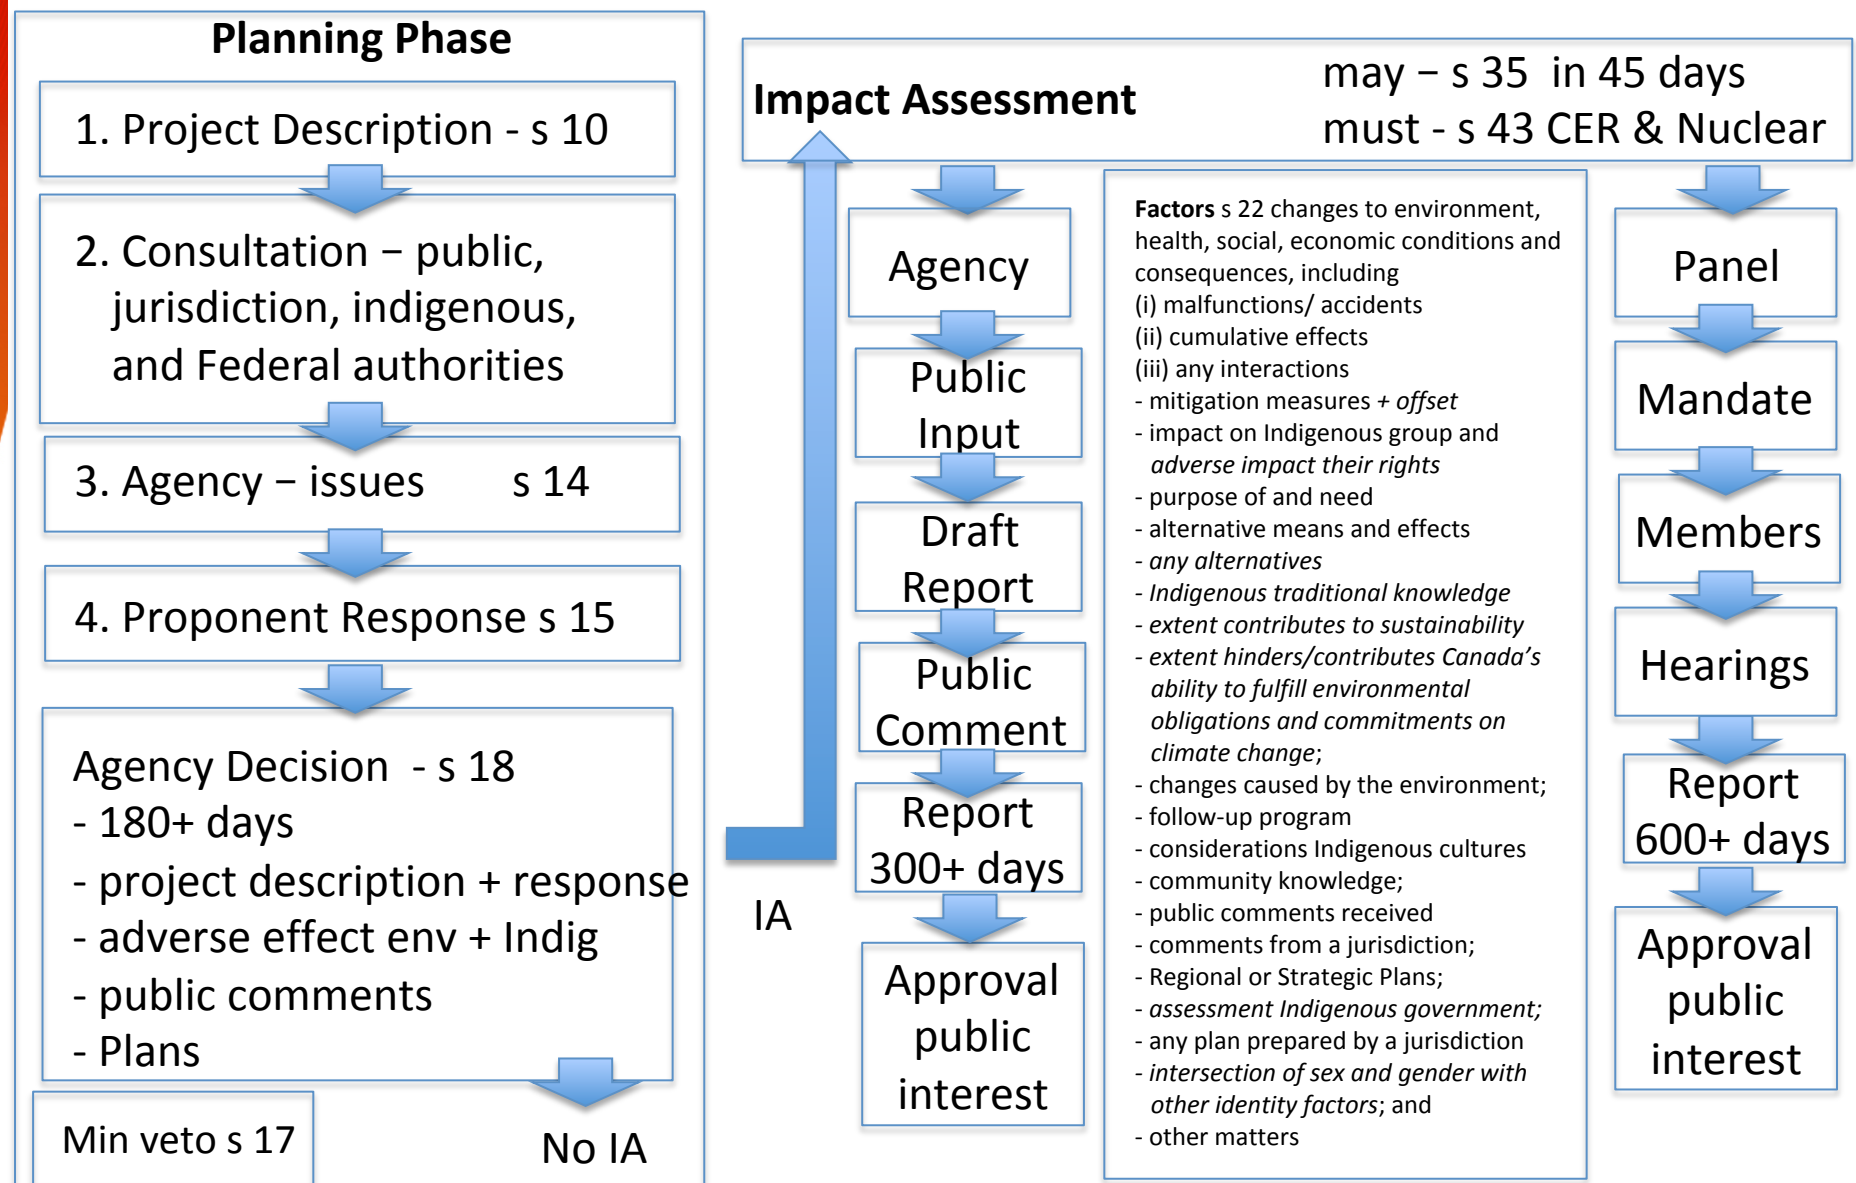 Planning Phase
1. Project Description - s 10
2. Consultation – public,
jurisdiction, indigenous,
and Federal authorities
3. Agency – issues s 14
4. Proponent Response s 15
Agency Decision - s 18
- 180+ days
- project description + response
- adverse effect env + Indig
- public comments
- Plans
Min veto s 17
No IA
IA
Impact Assessment
may – s 35 in 45 days
must - s 43 CER & Nuclear
Agency
Public
Input
Draft
Report
Public
Comment
Report
300+ days
Approval
public
interest
Factors s 22 changes to environment,
health, social, economic conditions and
consequences, including
(i) malfunctions/ accidents
(ii) cumulative effects
(iii) any interactions
- mitigation measures + offset
- impact on Indigenous group and
adverse impact their rights
- purpose of and need
- alternative means and effects
- any alternatives
- Indigenous traditional knowledge
- extent contributes to sustainability
- extent hinders/contributes Canada’s
ability to fulfill environmental
obligations and commitments on
climate change;
- changes caused by the environment;
- follow-up program
- considerations Indigenous cultures
- community knowledge;
- public comments received
- comments from a jurisdiction;
- Regional or Strategic Plans;
- assessment Indigenous government;
- any plan prepared by a jurisdiction
- intersection of sex and gender with
other identity factors; and
- other matters
Panel
Mandate
Members
Hearings
Report
600+ days
Approval
public
interest